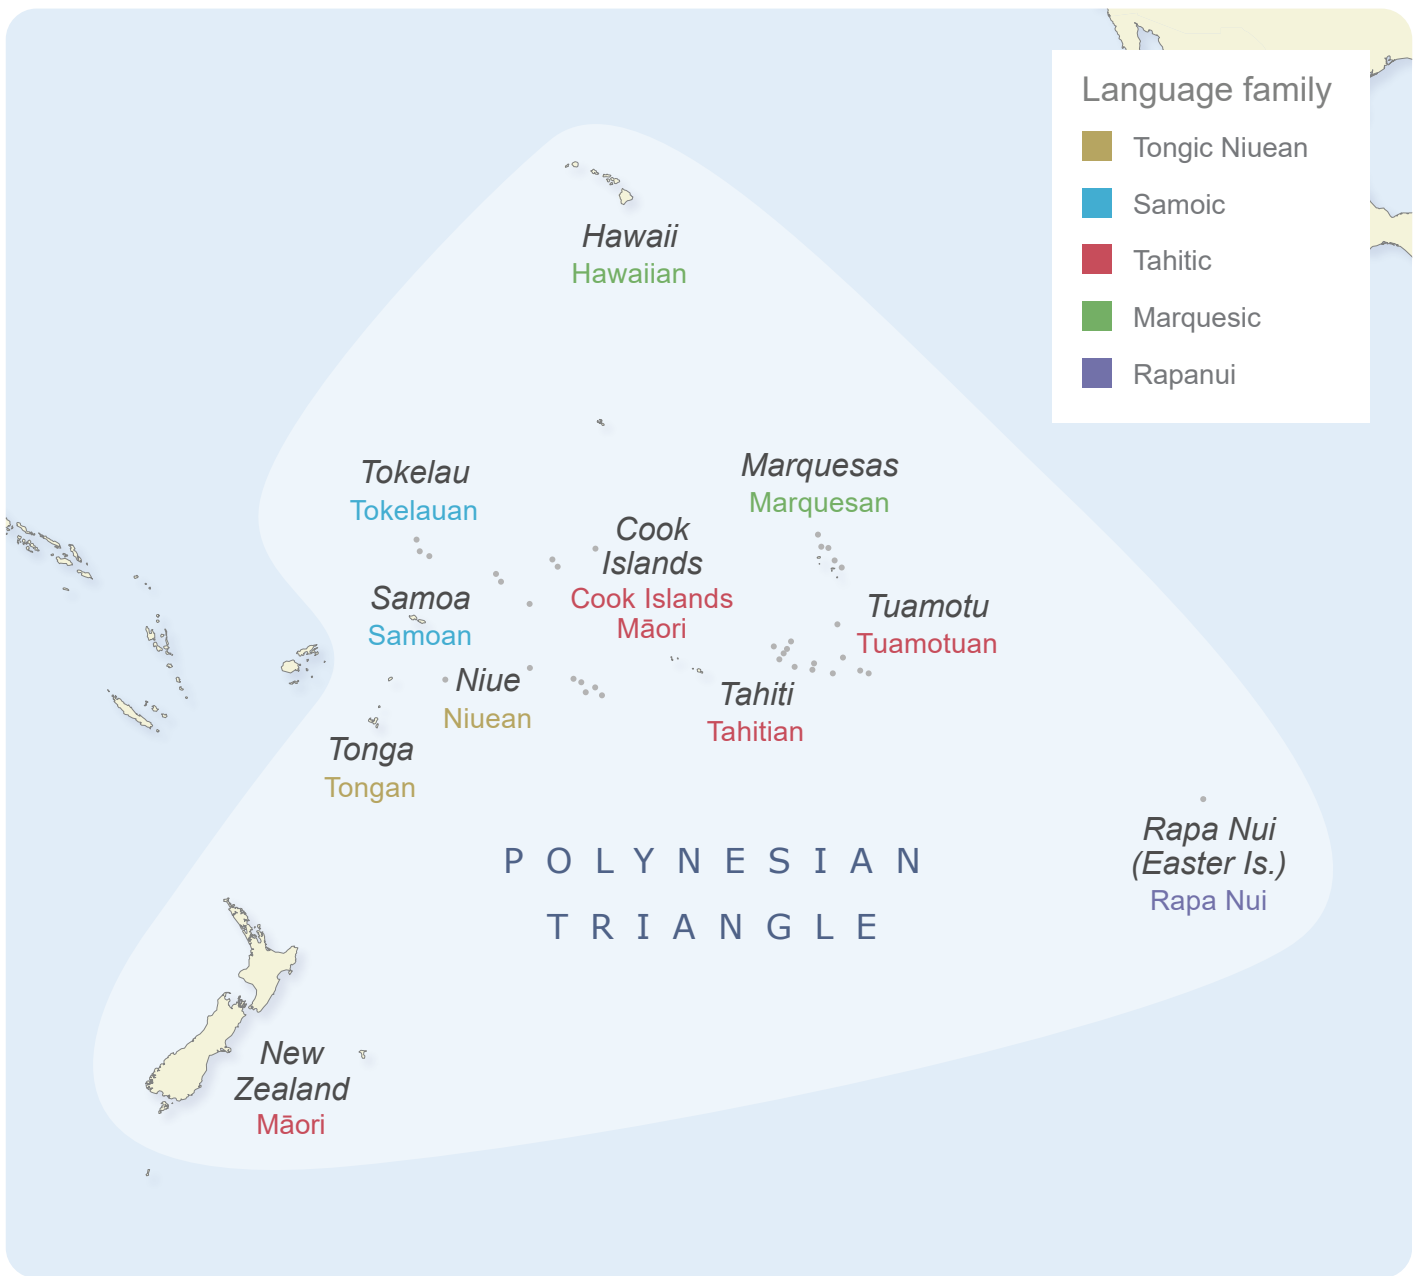 Language family
Tongic Niuean
Samoic
Tahitic
Marquesic
Rapanui
Hawaii
Hawaiian
Tokelau
Tokelauan
Marquesas
Marquesan
Cook
Islands
Cook Islands
Māori
Samoa
Samoan
Tuamotu
Tuamotuan
Niue
Niuean
Tahiti
Tahitian
Tonga
Tongan
Rapa Nui
(Easter Is.)
Rapa Nui
POLYNESIAN
TRIANGLE
New
Zealand
Māori